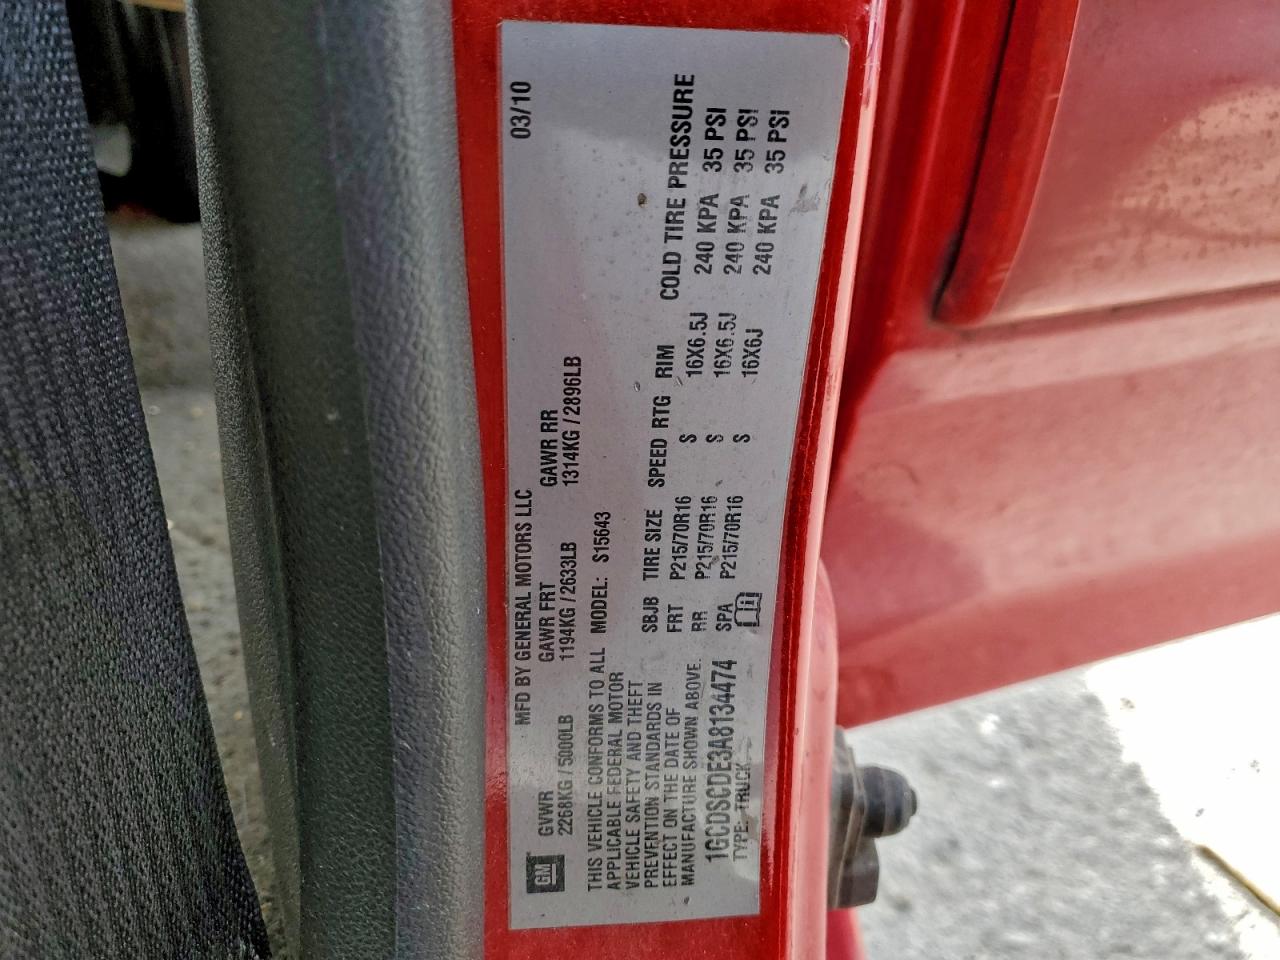 GM
MFD BY GENERAL MOTORS LLC
03/10
GVWR
GAWR FRT
GAWR RR
2268KG / 5000LB
1194KG / 2633LB
1314KG / 2896LB
THIS VEHICLE CONFORMS TO ALL
APPLICABLE FEDERAL MOTOR
VEHICLE SAFETY AND THEFT
PREVENTION STANDARDS IN
EFFECT ON THE DATE OF
MANUFACTURE SHOWN ABOVE.
1GCDSCDE3A8134474
TYPE: TRUCK
MODEL: S15643
SBJB TIRE SIZE SPEED RTG RIM COLD TIRE PRESSURE
FRT P215/70R16 S 16X6.5J 240 KPA 35 PSI
RR P215/70R16 S 16X6.5J 240 KPA 35 PSI
SPA P215/70R16 S 16X6J 240 KPA 35 PSI